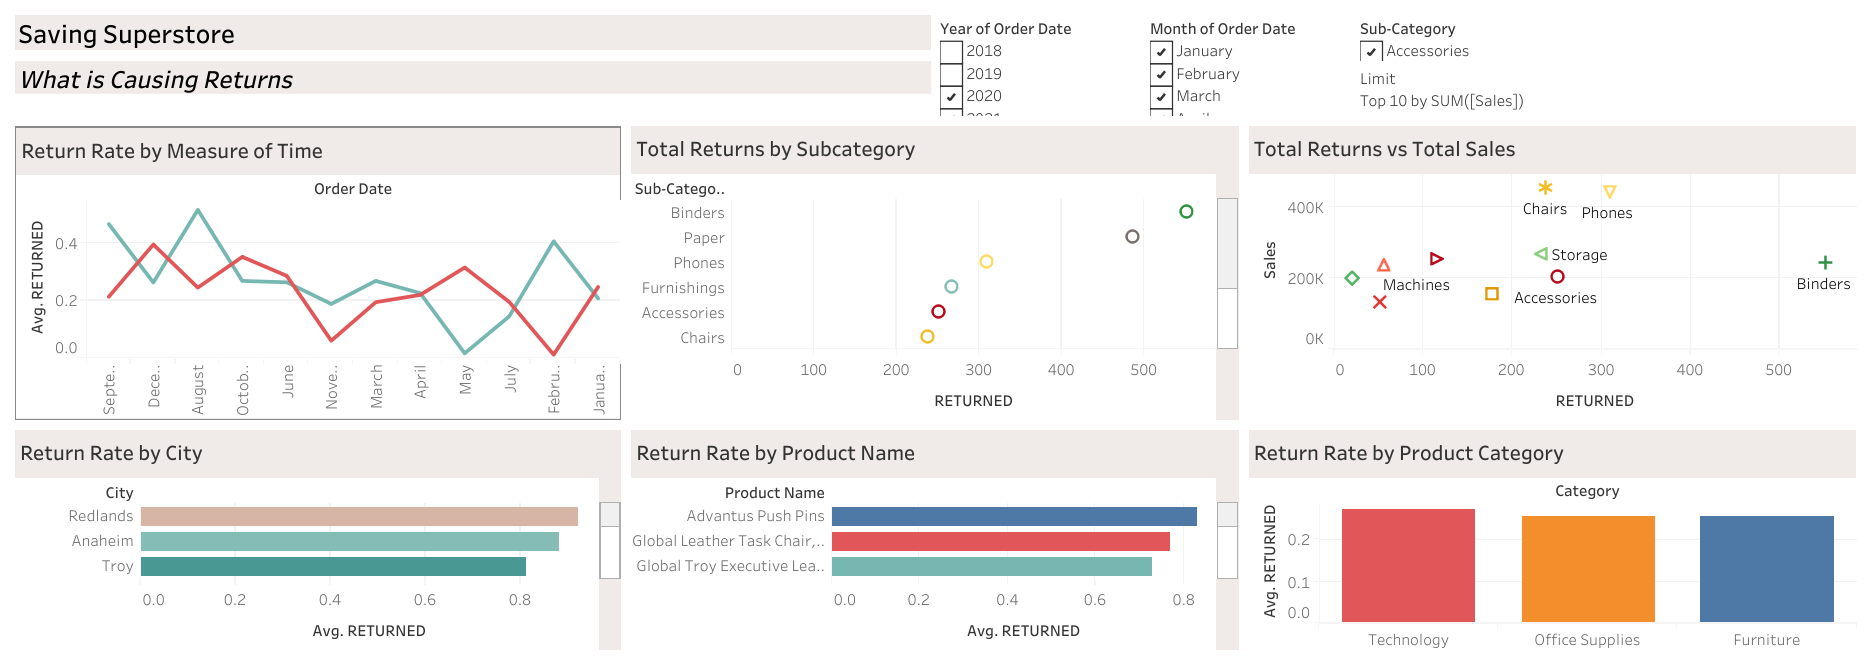 Saving Superstore
What is Causing Returns
Year of Order Date
2018
2019
2020
Month of Order Date
January
February
March
Sub-Category
Accessories
Limit
Top 10 by SUM([Sales])
Return Rate by Measure of Time
Order Date
Avg. RETURNED
0.4
0.2
0.0
Septe..
Dece..
August
Octob..
June
Nove..
March
April
May
July
Febru..
Janua..
Total Returns by Subcategory
Sub-Catego..
Binders
Paper
Phones
Furnishings
Accessories
Chairs
0 100 200 300 400 500
RETURNED
Total Returns vs Total Sales
Sales
400K
200K
0K
Chairs
Phones
Storage
Machines
Accessories
Binders
0 100 200 300 400 500
RETURNED
Return Rate by City
City
Redlands
Anaheim
Troy
0.0 0.2 0.4 0.6 0.8
Avg. RETURNED
Return Rate by Product Name
Product Name
Advantus Push Pins
Global Leather Task Chair,..
Global Troy Executive Lea..
0.0 0.2 0.4 0.6 0.8
Avg. RETURNED
Return Rate by Product Category
Category
Avg. RETURNED
0.2
0.1
0.0
Technology Office Supplies Furniture